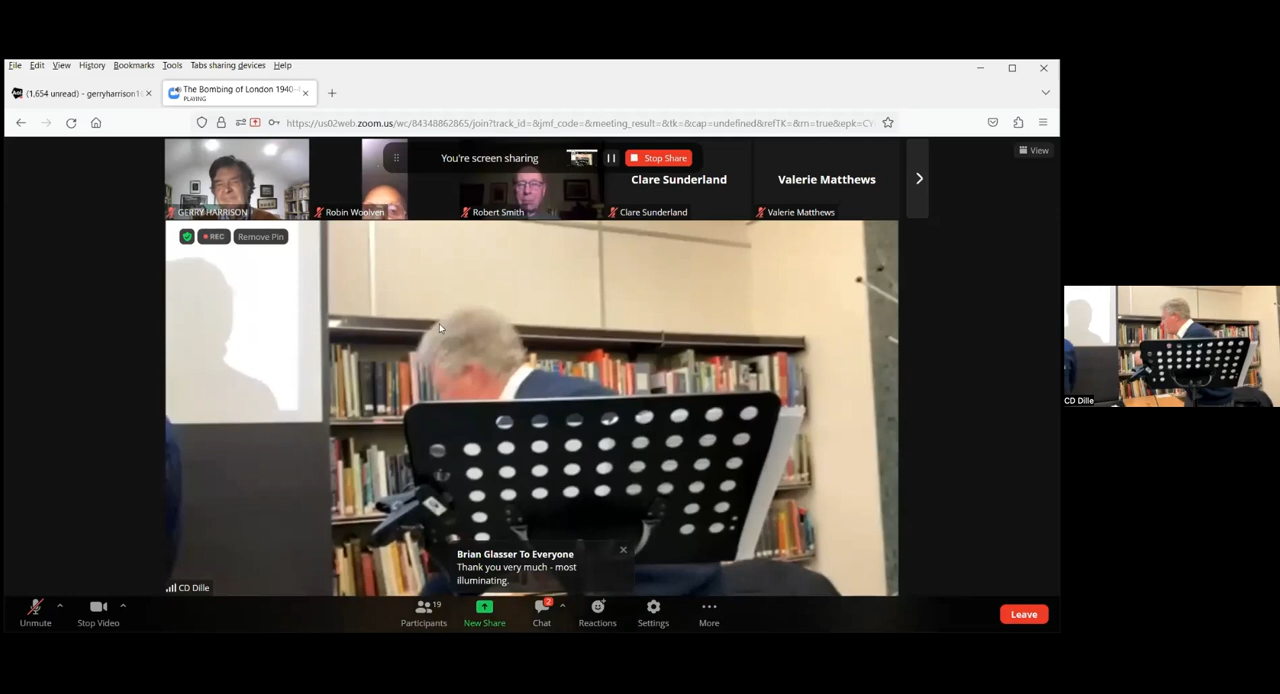 File Edit View History Bookmarks Tools Tabs sharing devices Help
(1,654 unread) - gerryharrison1
The Bombing of London 1940-
PLAYING
https://us02web.zoom.us/wc/84348862865/join?track_id=&jmf_code=&meeting_result=&tk=&cap=undefined&refTK=&rn=true&epk=CY
You're screen sharing
Stop Share
View
Clare Sunderland
Valerie Matthews
GERRY HARRISON
Robin Woolven
Robert Smith
Clare Sunderland
Valerie Matthews
REC
Remove Pin
CD Dille
Brian Glasser To Everyone
Thank you very much - most
illuminating.
CD Dille
19
2
Unmute
Stop Video
Participants
New Share
Chat
Reactions
Settings
More
Leave